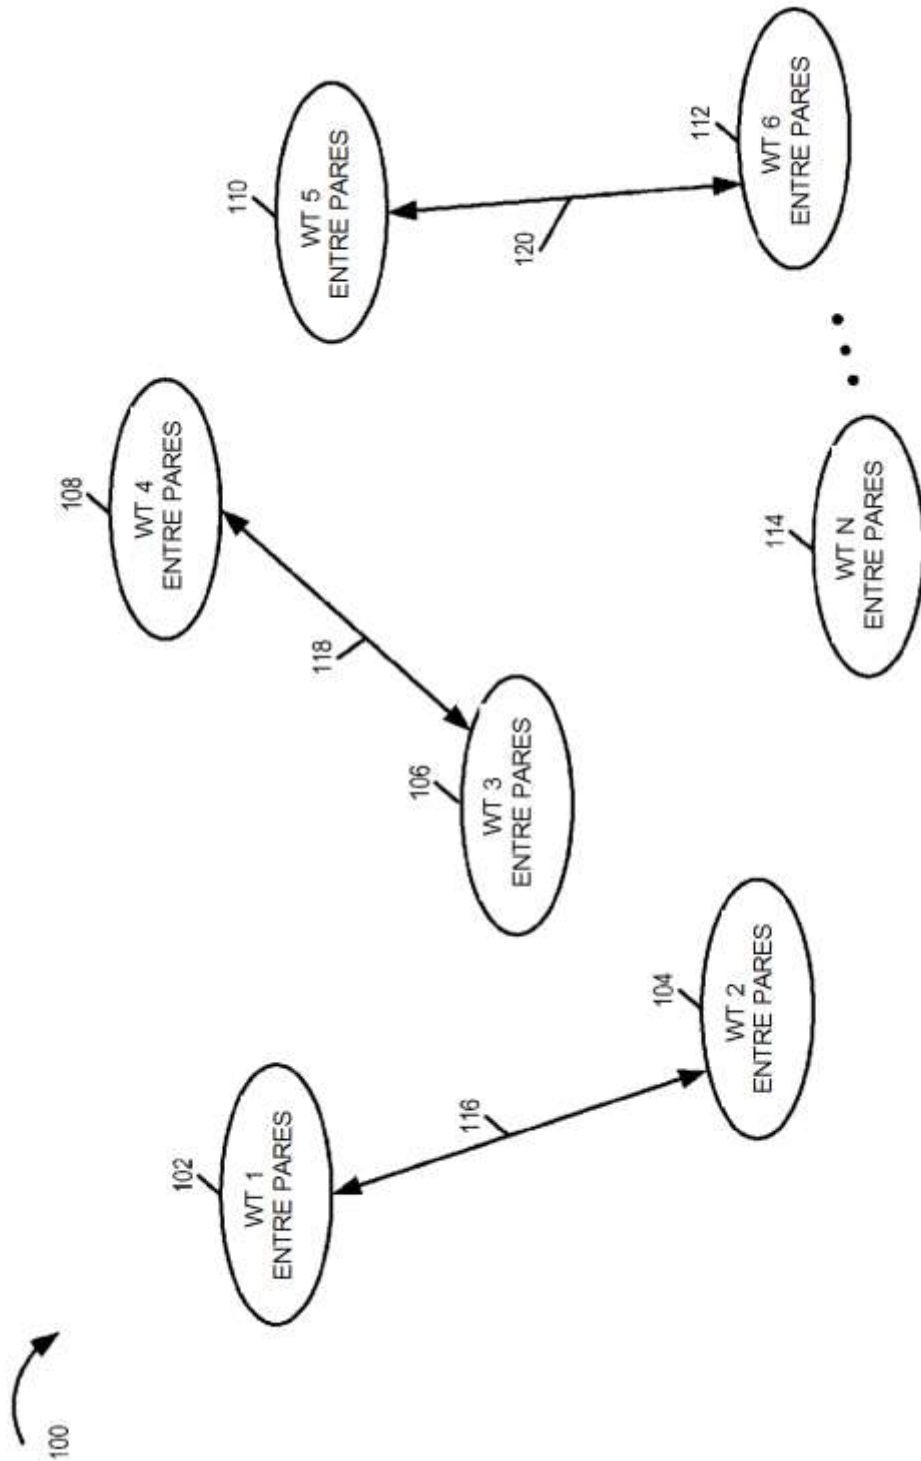 100
102
WT 1
ENTRE PARES
116
104
WT 2
ENTRE PARES
106
WT 3
ENTRE PARES
118
108
WT 4
ENTRE PARES
110
WT 5
ENTRE PARES
120
112
WT 6
ENTRE PARES
114
WT N
ENTRE PARES